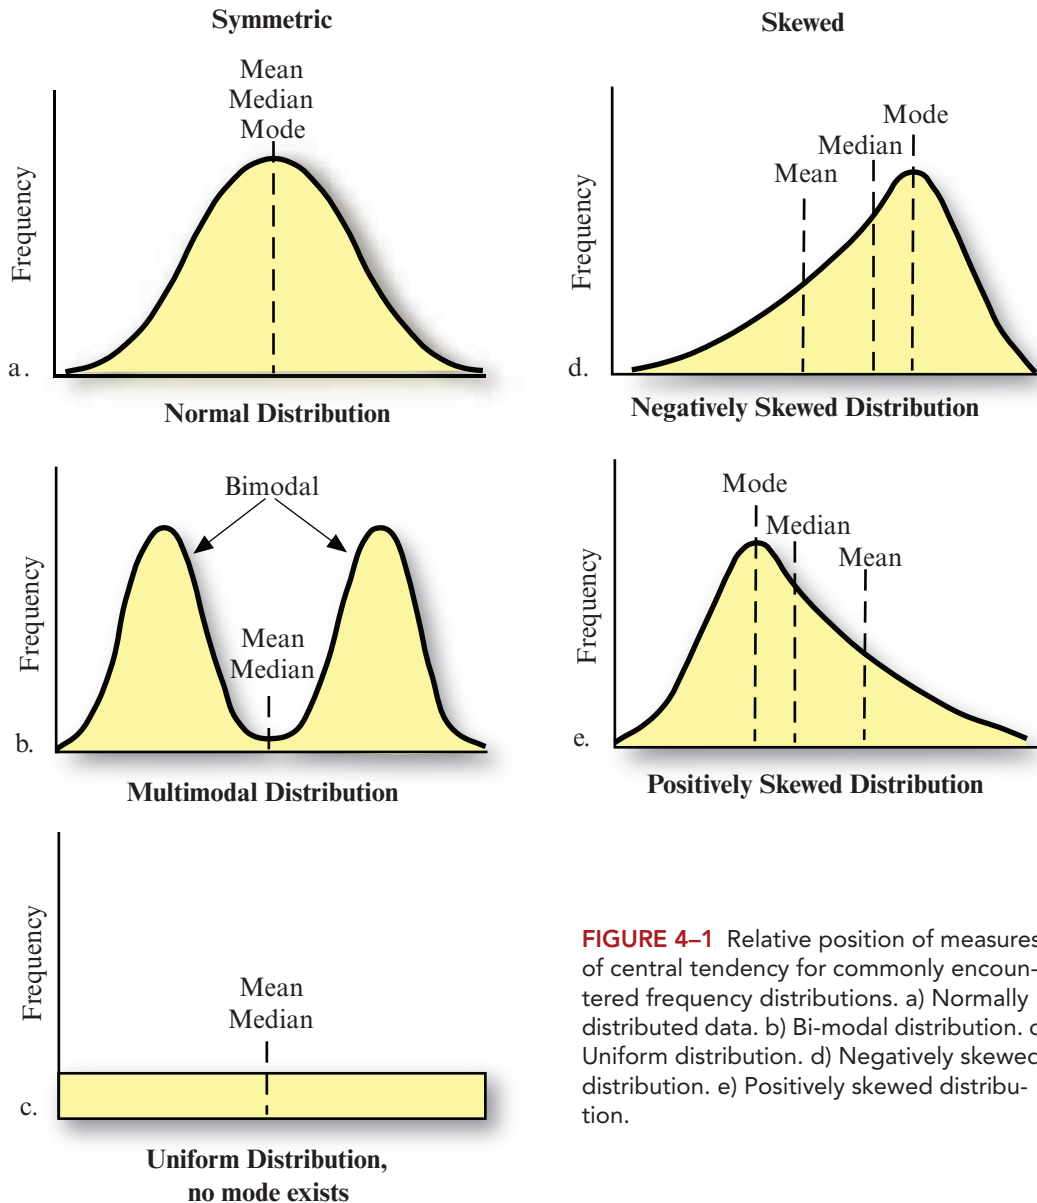 Symmetric
Mean
Median
Mode
Frequency
a.
Normal Distribution
Bimodal
Mean
Median
Frequency
b.
Multimodal Distribution
Mean
Median
Frequency
c.
Uniform Distribution,
no mode exists
Skewed
Mode
Median
Mean
Frequency
d.
Negatively Skewed Distribution
Mode
Median
Mean
Frequency
e.
Positively Skewed Distribution
FIGURE 4–1 Relative position of measures
of central tendency for commonly encoun-
tered frequency distributions. a) Normally
distributed data. b) Bi-modal distribution. c
Uniform distribution. d) Negatively skewed
distribution. e) Positively skewed distribu-
tion.